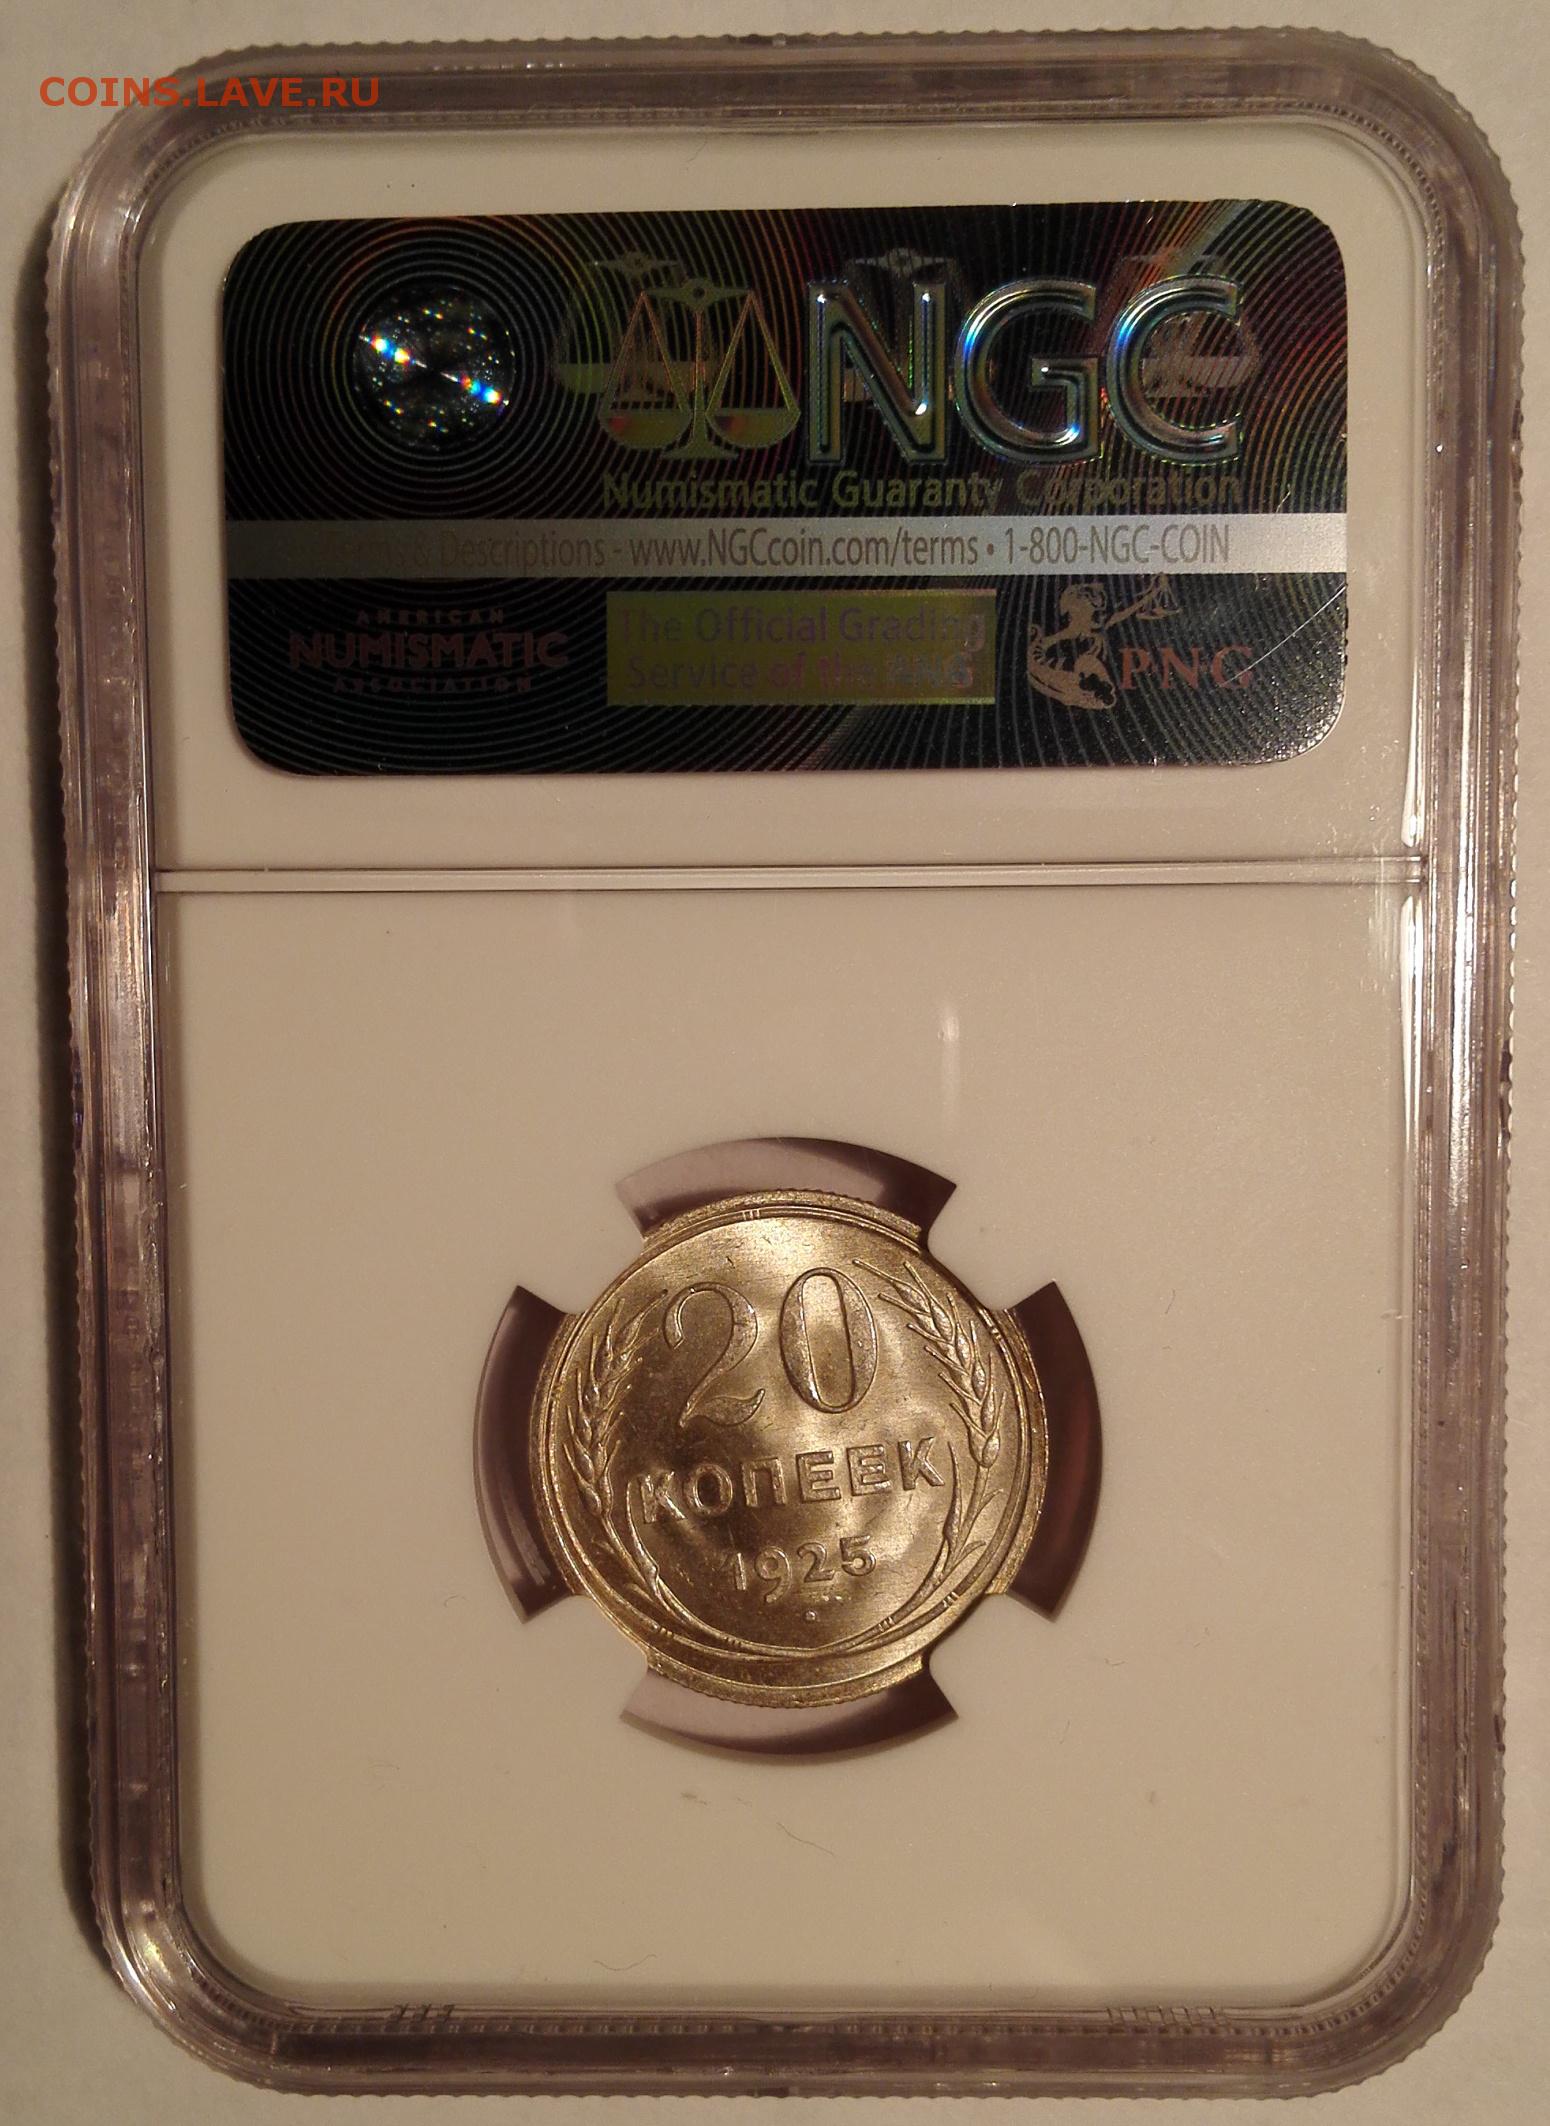 COINS.LAVE.RU
NGC
Numismatic Guaranty Corporation
& Descriptions - www.NGCcoin.com/terms • 1-800-NGC-COIN
AMERICAN
NUMISMATIC
ASSOCIATION
The Official Grading
Service of the ANA
PNG
20
КОПЕЕК
1925